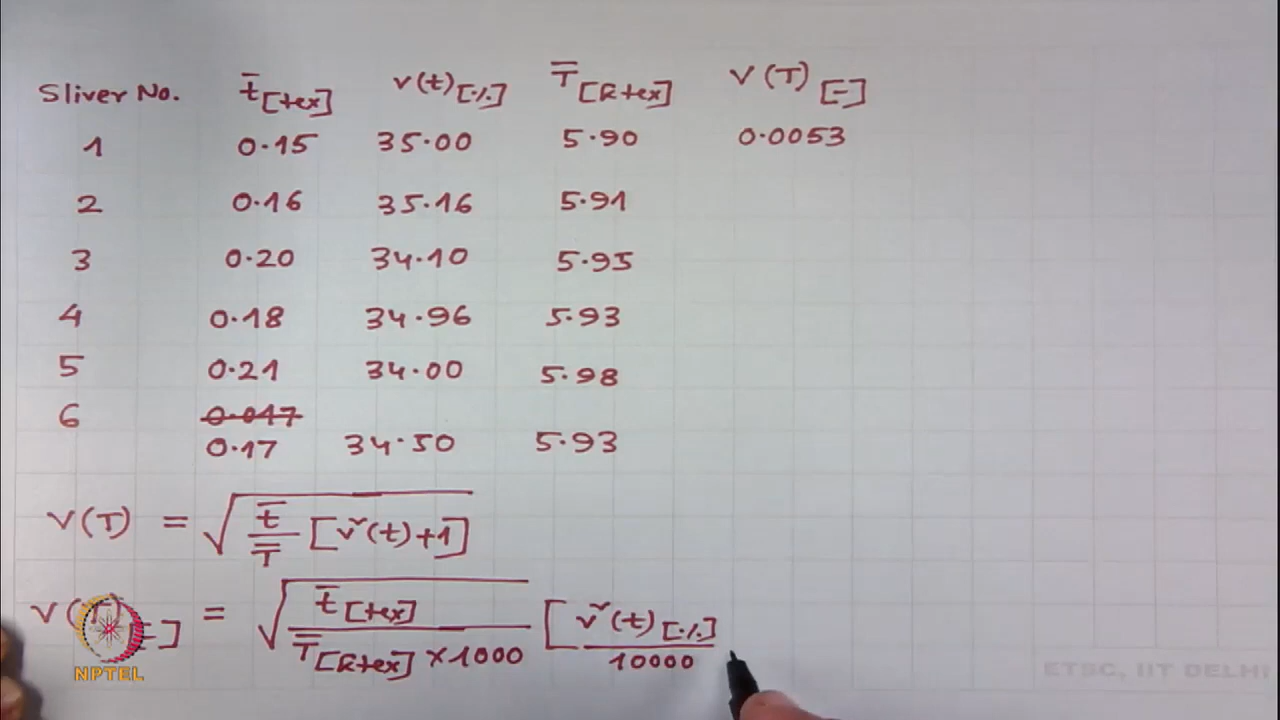 Sliver No. t̄[tex] v(t)[%] T̿[ktex] V(T)[-]
1 0.15 35.00 5.90 0.0053
2 0.16 35.16 5.91
3 0.20 34.10 5.95
4 0.18 34.96 5.93
5 0.21 34.00 5.98
6 0.017
0.17 34.50 5.93
V(T) = √(t̄/T̿ [v²(t)+1])
V(T)[-] = √(t̄[tex]/(T̿[ktex] ×1000)) [v²(t)[%]/10000
NPTEL
ETSC, IIT DELHI